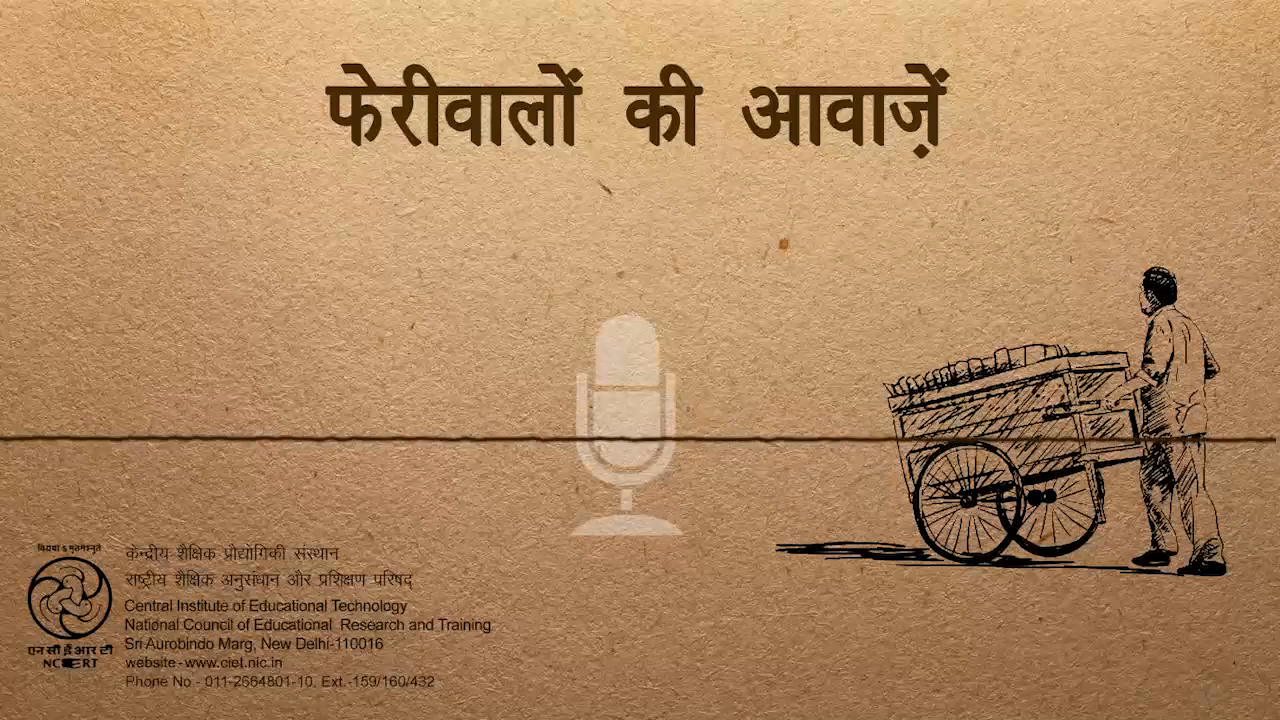 फेरीवालों की आवाज़ें
विद्यया ऽ मृतमश्नुते
एन सी ई आर टी
NCERT
केन्द्रीय शैक्षिक प्रौद्योगिकी संस्थान
राष्ट्रीय शैक्षिक अनुसंधान और प्रशिक्षण परिषद्
Central Institute of Educational Technology
National Council of Educational Research and Training
Sri Aurobindo Marg, New Delhi-110016
website - www.ciet.nic.in
Phone No - 011-2664801-10, Ext.-159/160/432